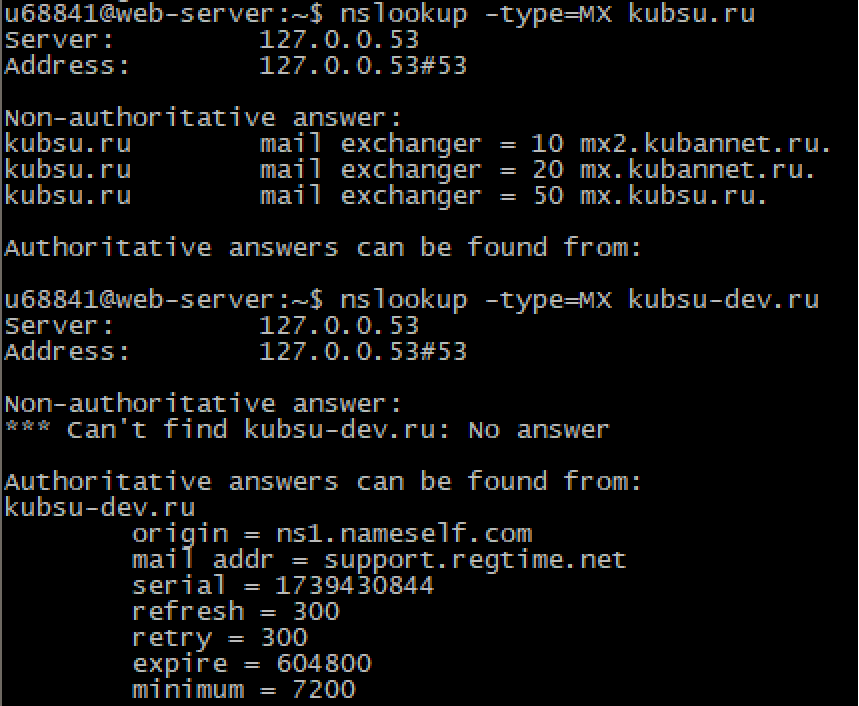 u68841@web-server:~$ nslookup -type=MX kubsu.ru
Server:         127.0.0.53
Address:        127.0.0.53#53

Non-authoritative answer:
kubsu.ru        mail exchanger = 10 mx2.kubannet.ru.
kubsu.ru        mail exchanger = 20 mx.kubannet.ru.
kubsu.ru        mail exchanger = 50 mx.kubsu.ru.

Authoritative answers can be found from:

u68841@web-server:~$ nslookup -type=MX kubsu-dev.ru
Server:         127.0.0.53
Address:        127.0.0.53#53

Non-authoritative answer:
*** Can't find kubsu-dev.ru: No answer

Authoritative answers can be found from:
kubsu-dev.ru
        origin = ns1.nameself.com
        mail addr = support.regtime.net
        serial = 1739430844
        refresh = 300
        retry = 300
        expire = 604800
        minimum = 7200